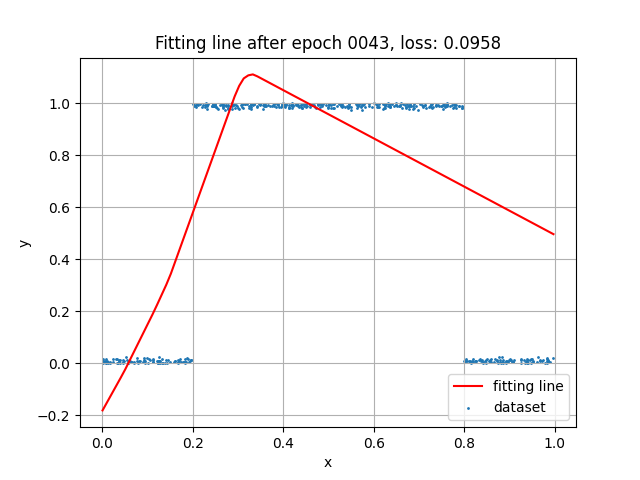 Fitting line after epoch 0043, loss: 0.0958
1.0
0.8
0.6
0.4
0.2
0.0
−0.2
y
0.0 0.2 0.4 0.6 0.8 1.0
x
fitting line
dataset